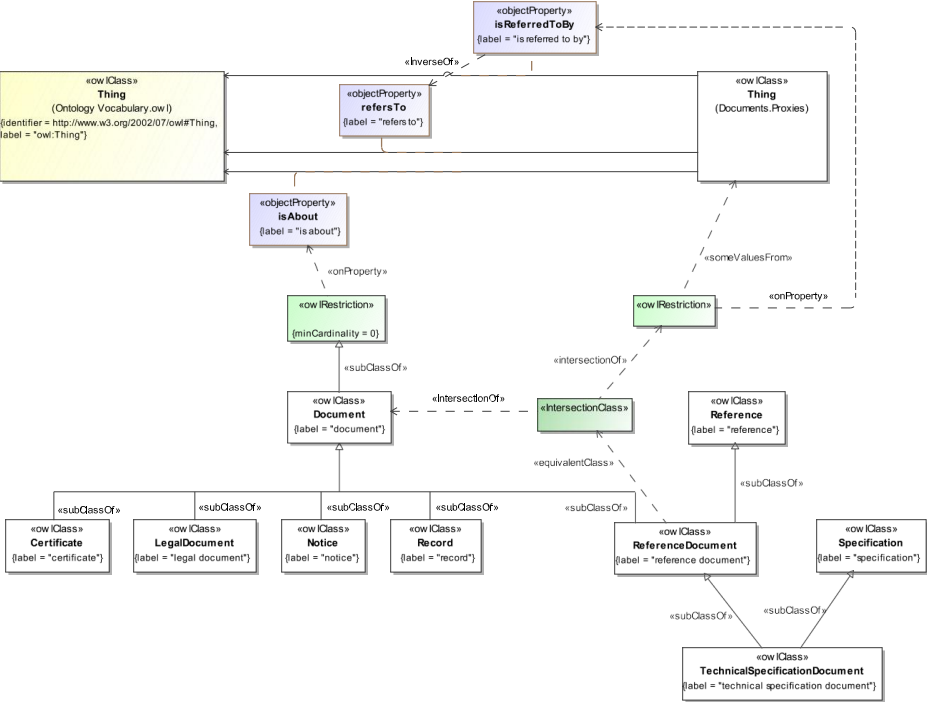 «objectProperty»
isReferredToBy
{label = "is referred to by"}
«InverseOf»
«owlClass»
Thing
(Ontology Vocabulary.owl)
{identifier = http://www.w3.org/2002/07/owl#Thing,
label = "owl:Thing"}
«objectProperty»
refersTo
{label = "refers to"}
«owlClass»
Thing
(Documents.Proxies)
«objectProperty»
isAbout
{label = "is about"}
«onProperty»
«someValuesFrom»
«onProperty»
«owlRestriction»
{minCardinality = 0}
«owlRestriction»
«subClassOf»
«intersectionOf»
«owlClass»
Document
{label = "document"}
«IntersectionOf»
«IntersectionClass»
«owlClass»
Reference
{label = "reference"}
«equivalentClass»
«subClassOf»
«subClassOf»
«subClassOf»
«subClassOf»
«subClassOf»
«subClassOf»
«owlClass»
Certificate
{label = "certificate"}
«owlClass»
LegalDocument
{label = "legal document"}
«owlClass»
Notice
{label = "notice"}
«owlClass»
Record
{label = "record"}
«owlClass»
ReferenceDocument
{label = "reference document"}
«owlClass»
Specification
{label = "specification"}
«subClassOf»
«subClassOf»
«owlClass»
TechnicalSpecificationDocument
{label = "technical specification document"}